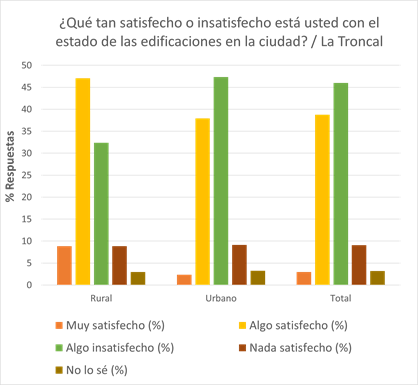 ¿Qué tan satisfecho o insatisfecho está usted con el
estado de las edificaciones en la ciudad? / La Troncal
% Respuestas
50
45
40
35
30
25
20
15
10
5
0
Rural Urbano Total
Muy satisfecho (%) Algo satisfecho (%)
Algo insatisfecho (%) Nada satisfecho (%)
No lo sé (%)